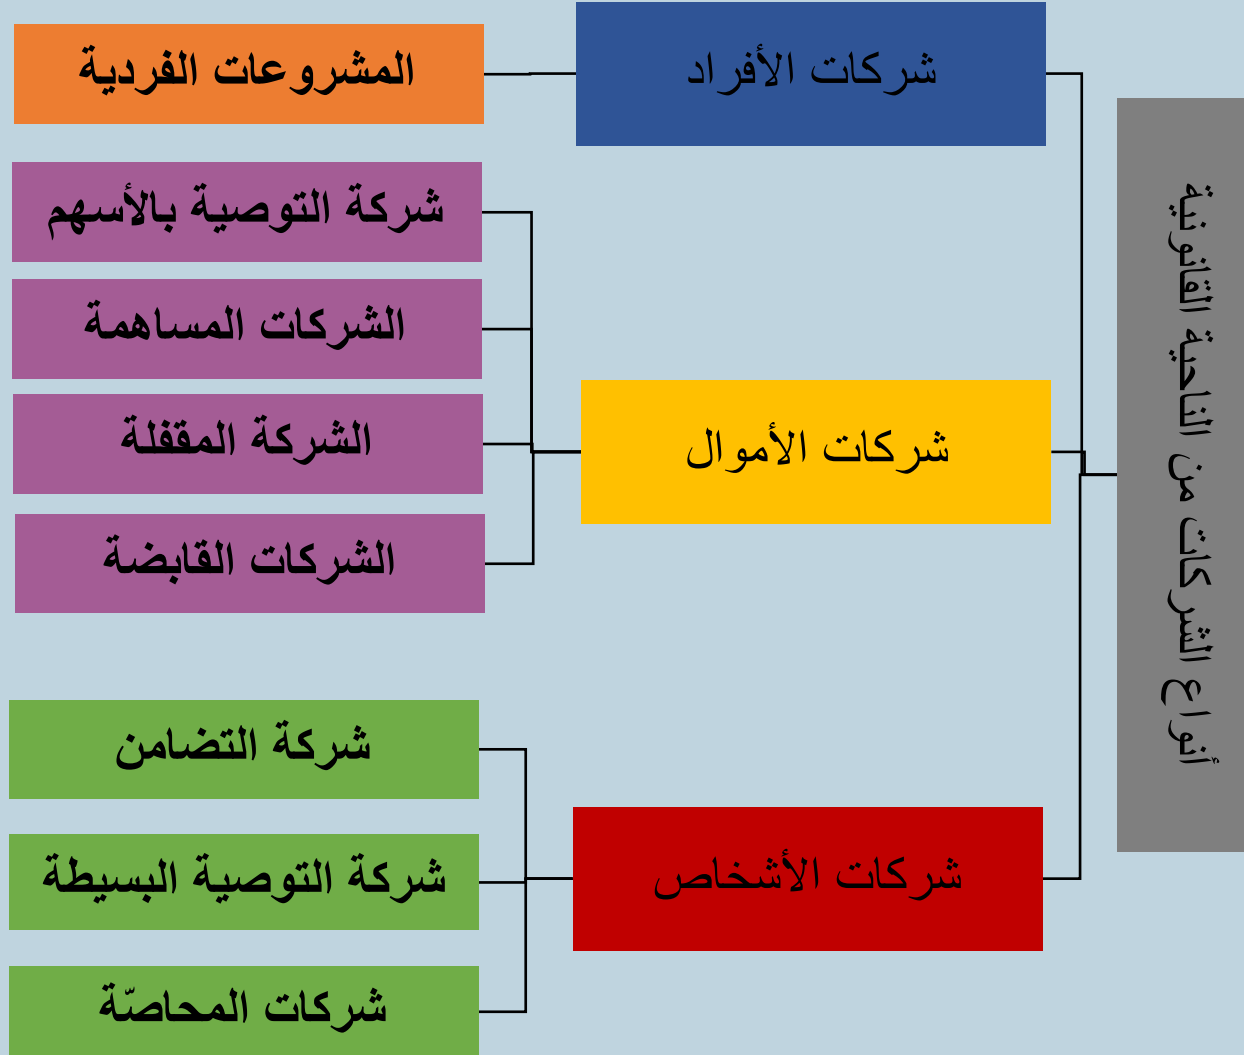 أنواع الشركات من الناحية القانونية
شركات الأفراد
المشروعات الفردية
شركات الأموال
شركة التوصية بالأسهم
الشركات المساهمة
الشركة المقفلة
الشركات القابضة
شركات الأشخاص
شركة التضامن
شركة التوصية البسيطة
شركات المحاصّة